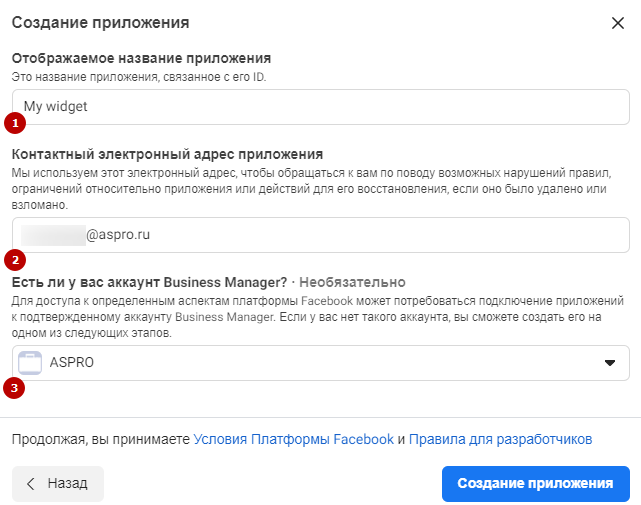 Создание приложения
Отображаемое название приложения
Это название приложения, связанное с его ID.
My widget
1
Контактный электронный адрес приложения
Мы используем этот электронный адрес, чтобы обращаться к вам по поводу возможных нарушений правил,
ограничений относительно приложения или действий для его восстановления, если оно было удалено или
взломано.
@aspro.ru
2
Есть ли у вас аккаунт Business Manager? · Необязательно
Для доступа к определенным аспектам платформы Facebook может потребоваться подключение приложений
к подтвержденному аккаунту Business Manager. Если у вас нет такого аккаунта, вы сможете создать его на
одном из следующих этапов.
ASPRO
3
Продолжая, вы принимаете Условия Платформы Facebook и Правила для разработчиков
Назад
Создание приложения